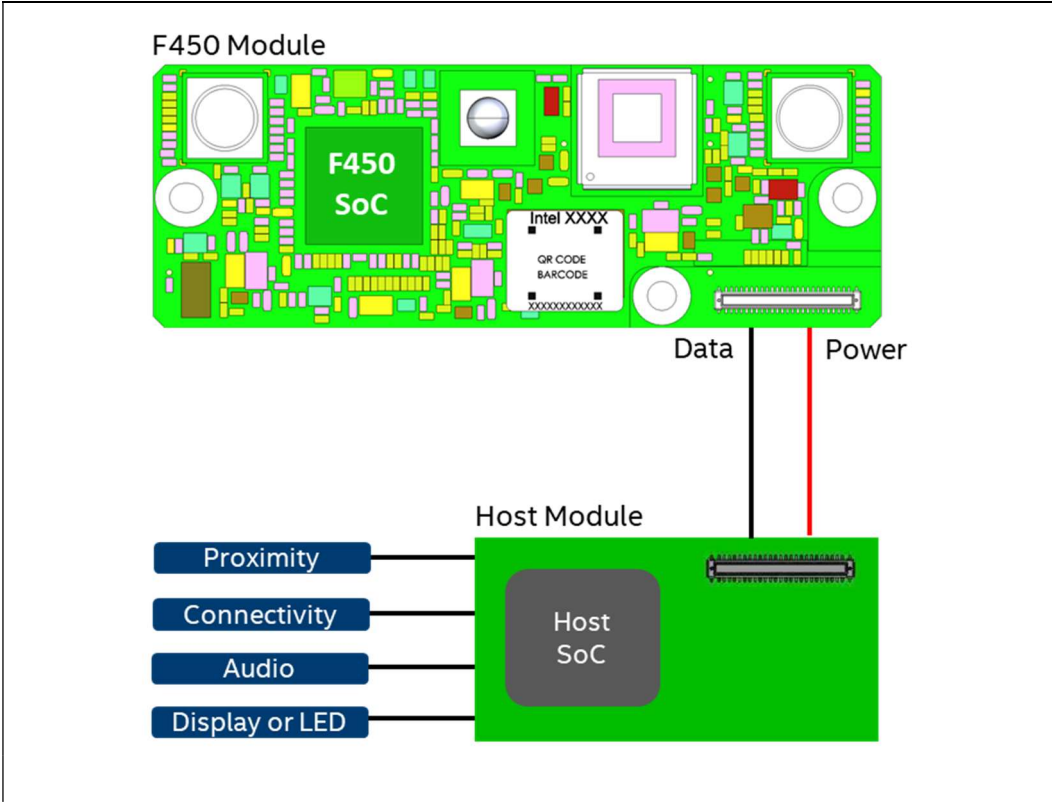 F450 Module
F450
SoC
Intel XXXX
QR CODE
BARCODE
XXXXXXXXXXX
Data
Power
Host Module
Proximity
Connectivity
Audio
Display or LED
Host
SoC